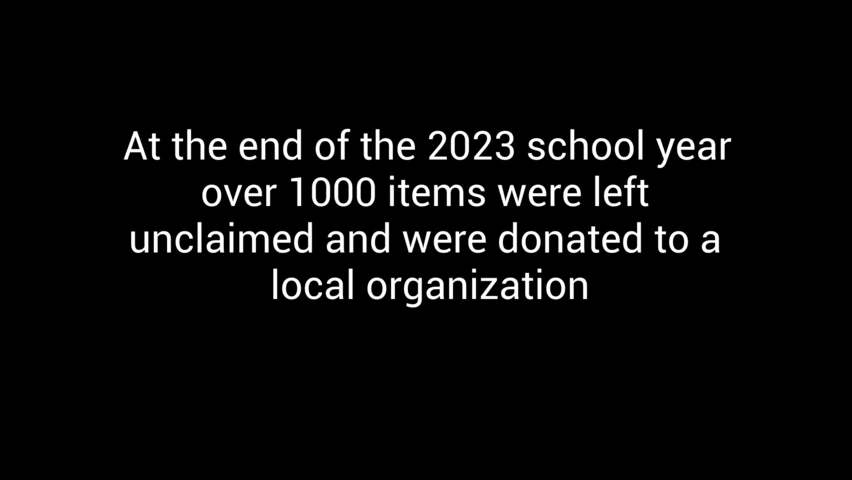 At the end of the 2023 school year
over 1000 items were left
unclaimed and were donated to a
local organization